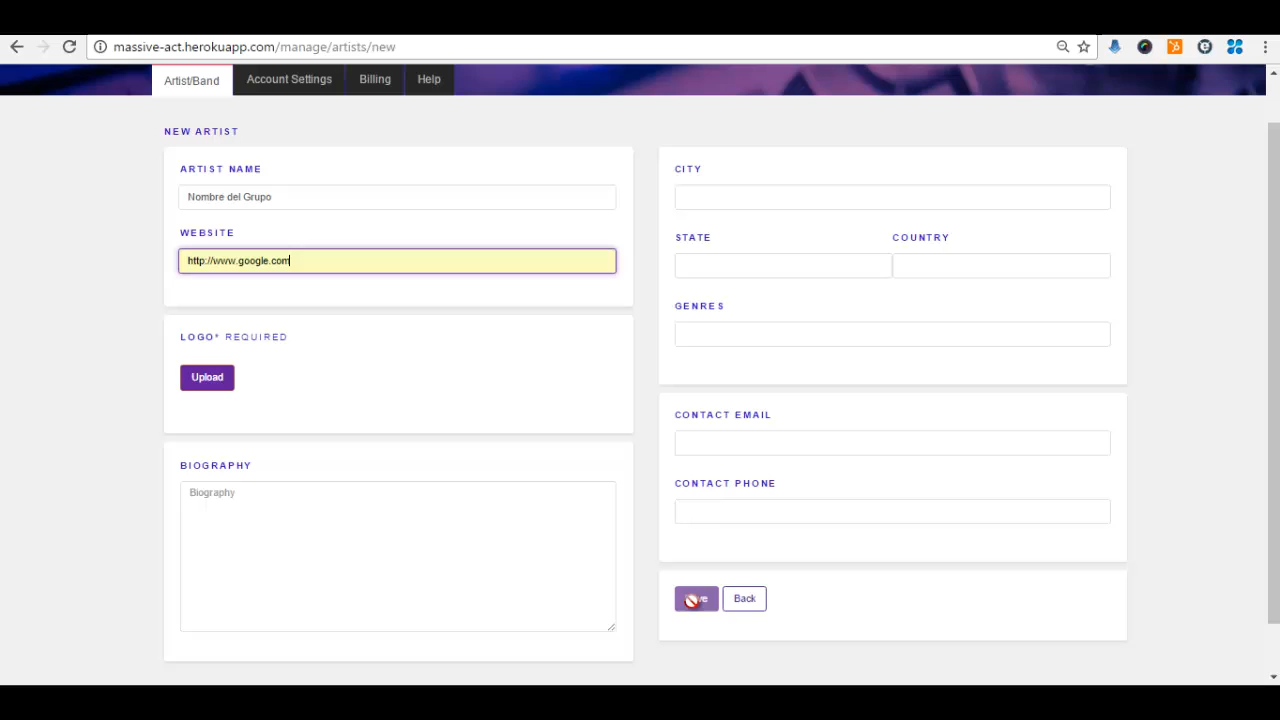 massive-act.herokuapp.com/manage/artists/new
Artist/Band
Account Settings
Billing
Help
NEW ARTIST
ARTIST NAME
Nombre del Grupo
WEBSITE
http://www.google.com
LOGO* REQUIRED
Upload
BIOGRAPHY
Biography
CITY
STATE
COUNTRY
GENRES
CONTACT EMAIL
CONTACT PHONE
Back